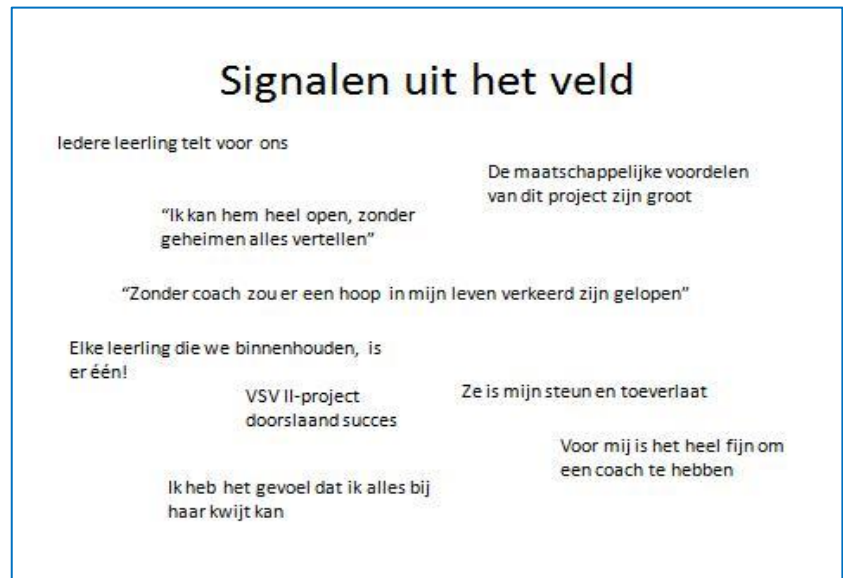 Signalen uit het veld
Iedere leerling telt voor ons
De maatschappelijke voordelen
van dit project zijn groot
“Ik kan hem heel open, zonder
geheimen alles vertellen”
“Zonder coach zou er een hoop in mijn leven verkeerd zijn gelopen”
Elke leerling die we binnenhouden, is
er één!
VSV II-project
doorslaand succes
Ze is mijn steun en toeverlaat
Voor mij is het heel fijn om
een coach te hebben
Ik heb het gevoel dat ik alles bij
haar kwijt kan